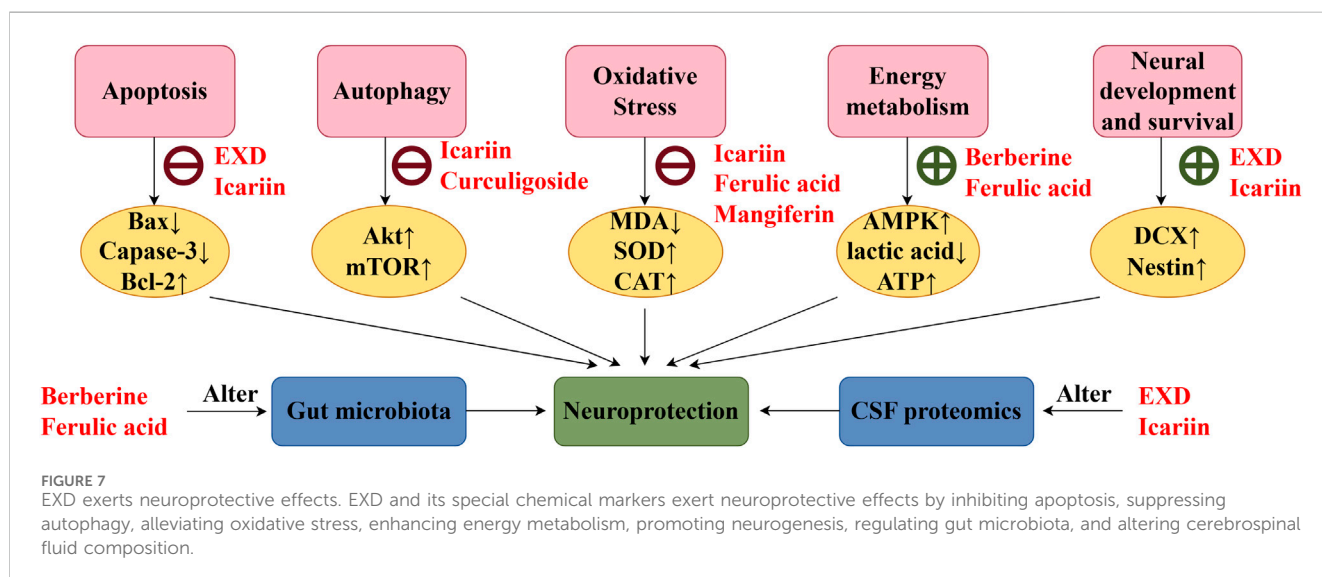 Apoptosis
Autophagy
Oxidative
Stress
Energy
metabolism
Neural
development
and survival
EXD
Icariin
Icariin
Curculigoside
Icariin
Ferulic acid
Mangiferin
Berberine
Ferulic acid
EXD
Icariin
Bax↓
Capase-3↓
Bcl-2↑
Akt↑
mTOR↑
MDA↓
SOD↑
CAT↑
AMPK↑
lactic acid↓
ATP↑
DCX↑
Nestin↑
Berberine
Ferulic acid
Alter
Gut microbiota
Neuroprotection
CSF proteomics
Alter
EXD
Icariin
FIGURE 7
EXD exerts neuroprotective effects. EXD and its special chemical markers exert neuroprotective effects by inhibiting apoptosis, suppressing
autophagy, alleviating oxidative stress, enhancing energy metabolism, promoting neurogenesis, regulating gut microbiota, and altering cerebrospinal
fluid composition.